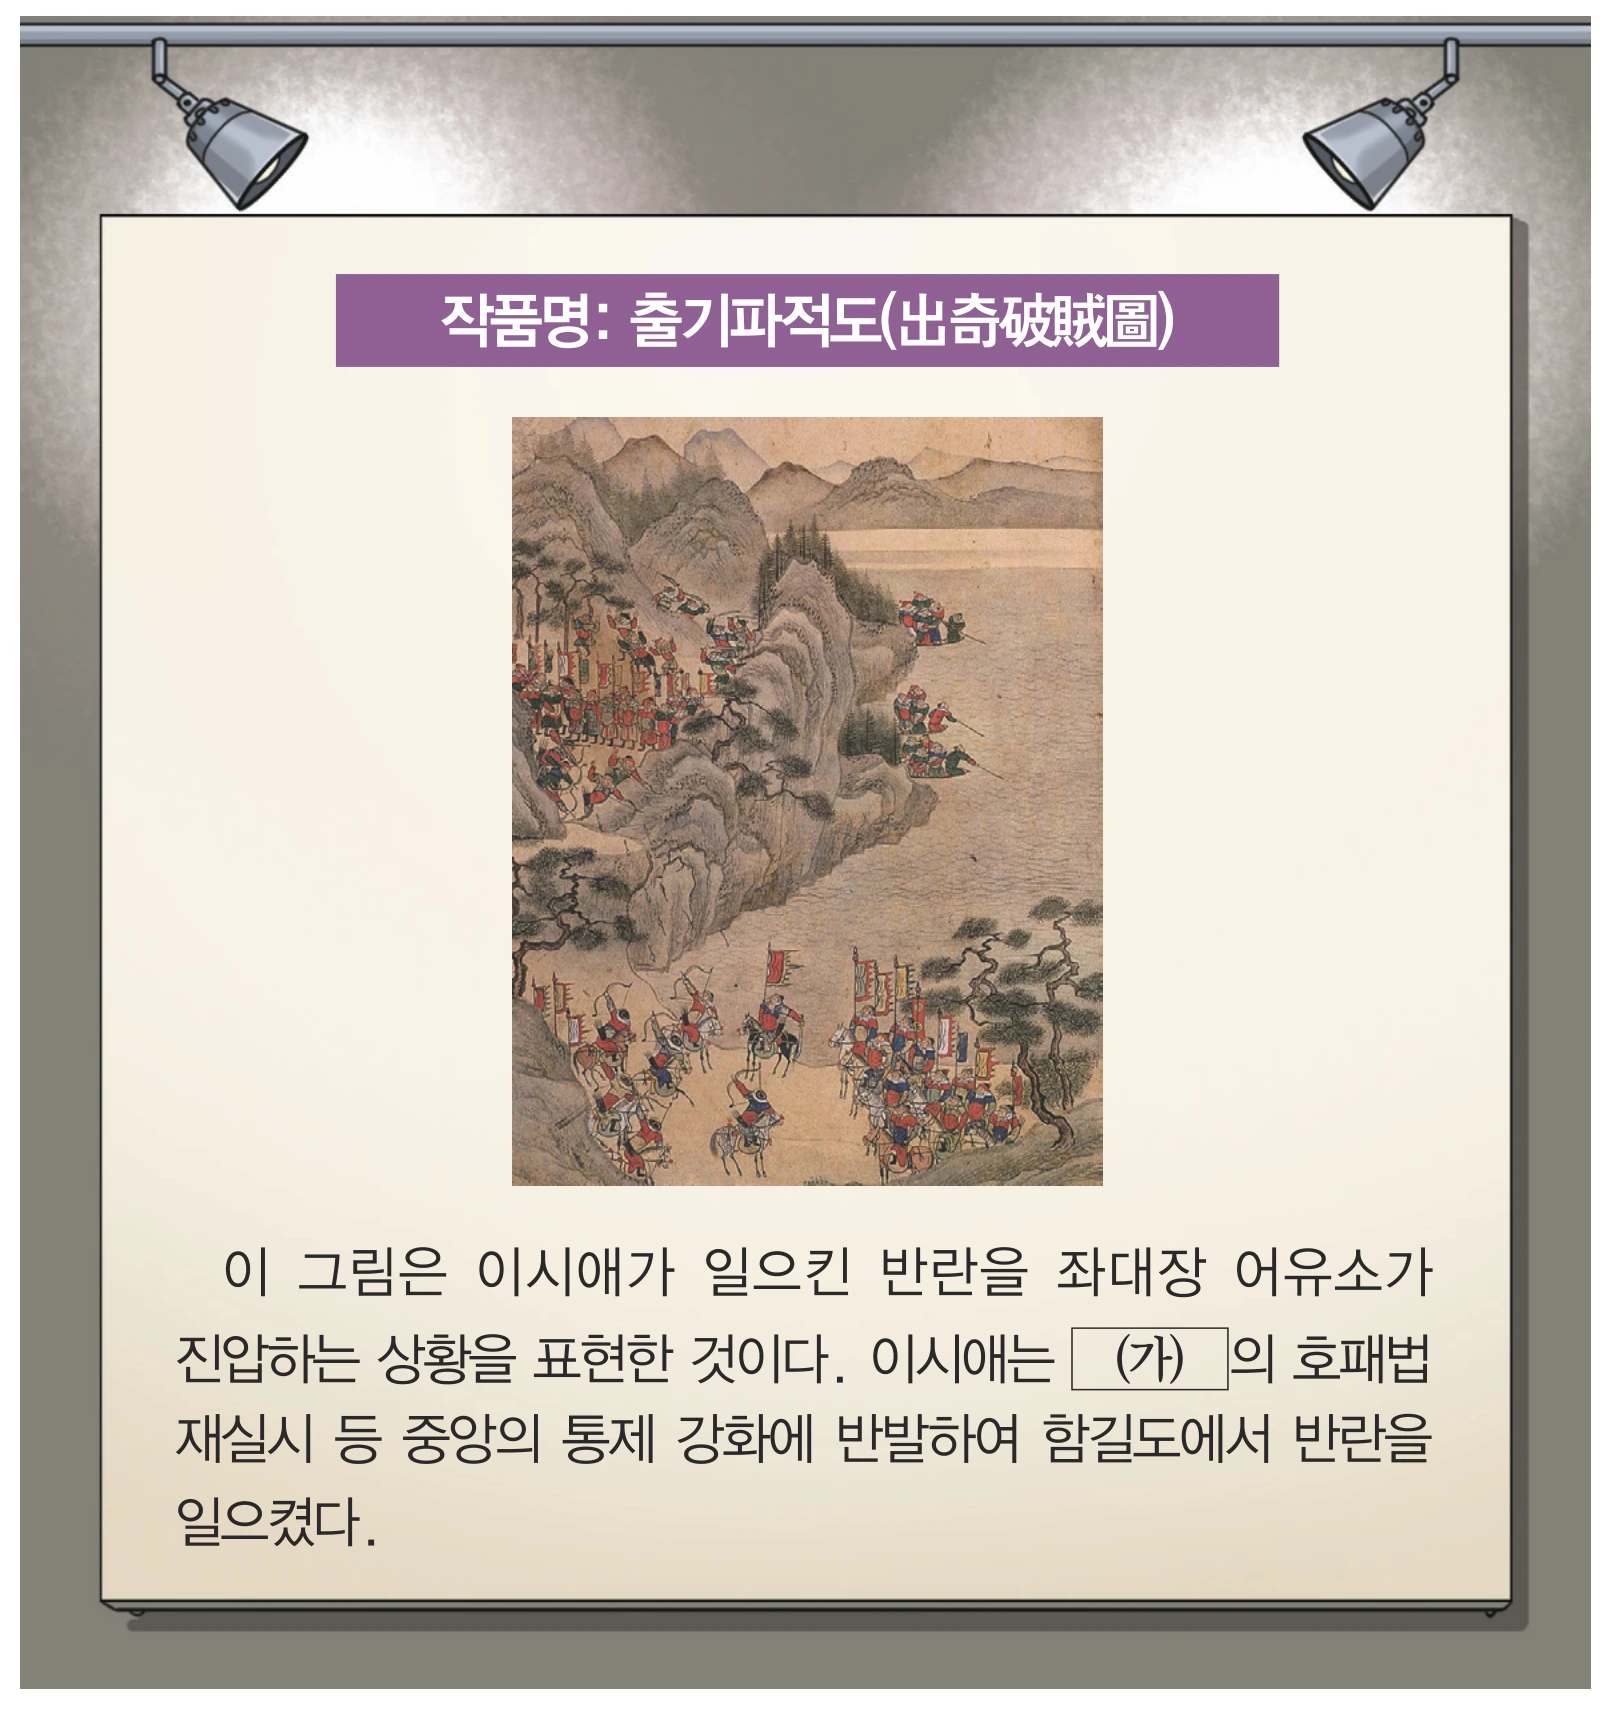 작품명: 출기파적도(出奇破賊圖)
이 그림은 이시애가 일으킨 반란을 좌대장 어유소가
진압하는 상황을 표현한 것이다. 이시애는 (가)의 호패법
재실시 등 중앙의 통제 강화에 반발하여 함길도에서 반란을
일으켰다.